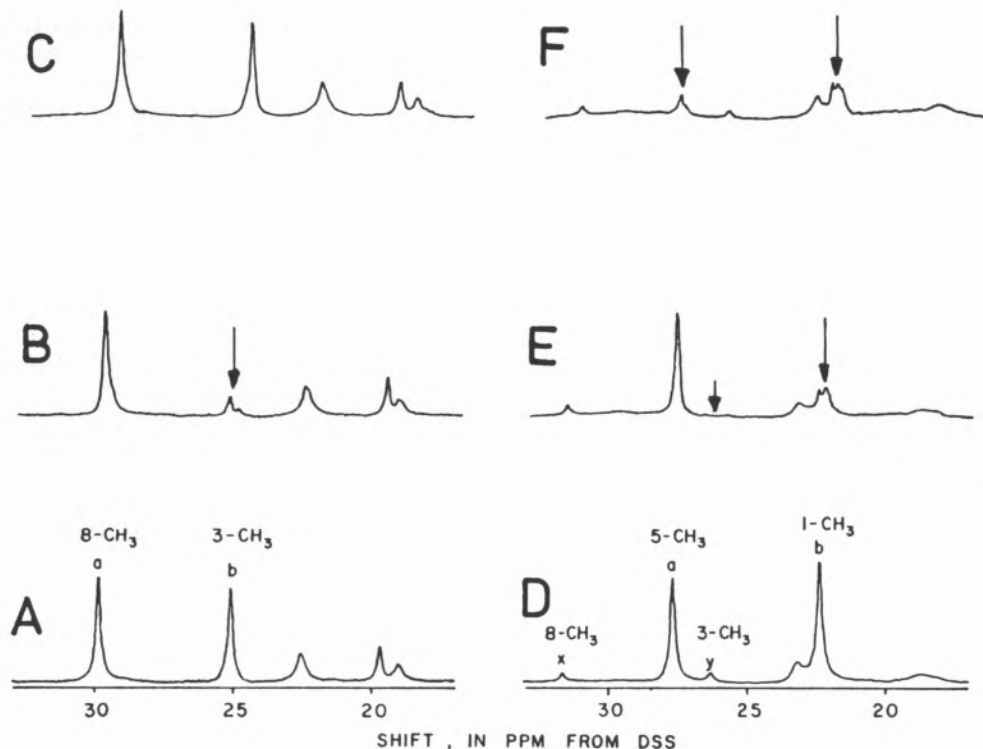 C
F
B
E
8-CH3
3-CH3
a
b
A
5-CH3
1-CH3
a
b
8-CH3
3-CH3
x
y
D
30
25
20
30
25
20
SHIFT, IN PPM FROM DSS